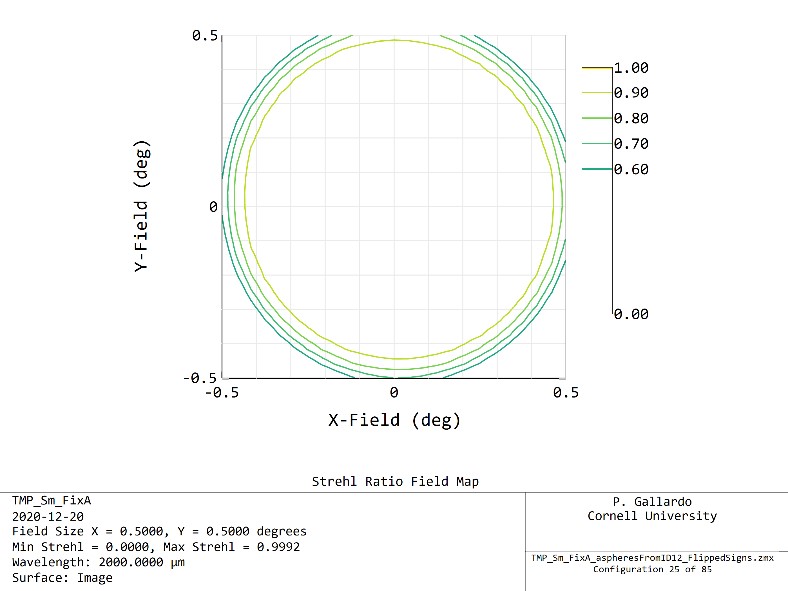 0.5
0
-0.5
-0.5
0
0.5
Y-Field (deg)
X-Field (deg)
1.00
0.90
0.80
0.70
0.60
0.00
Strehl Ratio Field Map
TMP_Sm_FixA
2020-12-20
Field Size X = 0.5000, Y = 0.5000 degrees
Min Strehl = 0.0000, Max Strehl = 0.9992
Wavelength: 2000.0000 µm
Surface: Image
P. Gallardo
Cornell University
TMP_Sm_FixA_aspheresFromID12_FlippedSigns.zmx
Configuration 25 of 85